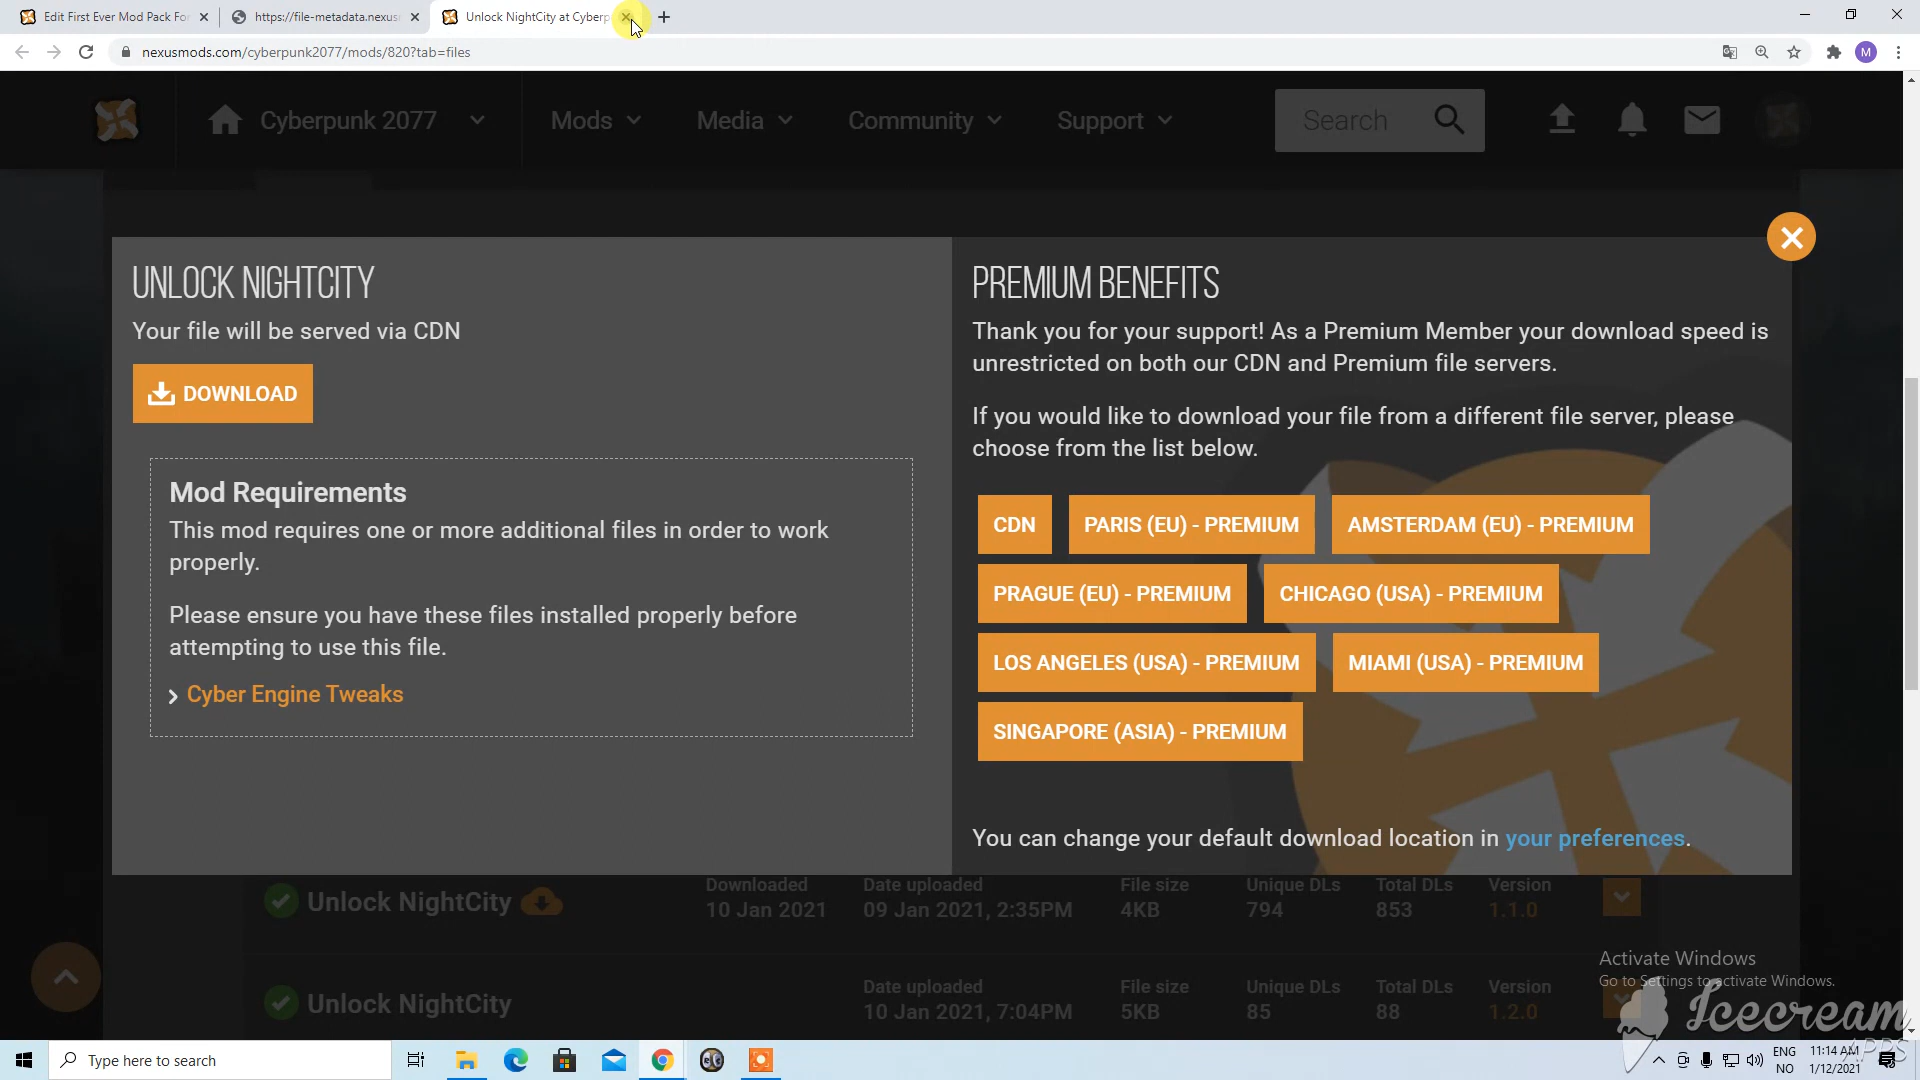 Edit First Ever Mod Pack For
https://file-metadata.nexus
Unlock NightCity at Cyberp
nexusmods.com/cyberpunk2077/mods/820?tab=files
M
Cyberpunk 2077
Mods
Media
Community
Support
Search
UNLOCK NIGHTCITY
Your file will be served via CDN
DOWNLOAD
Mod Requirements
This mod requires one or more additional files in order to work
properly.
Please ensure you have these files installed properly before
attempting to use this file.
Cyber Engine Tweaks
PREMIUM BENEFITS
Thank you for your support! As a Premium Member your download speed is
unrestricted on both our CDN and Premium file servers.
If you would like to download your file from a different file server, please
choose from the list below.
CDN
PARIS (EU) - PREMIUM
AMSTERDAM (EU) - PREMIUM
PRAGUE (EU) - PREMIUM
CHICAGO (USA) - PREMIUM
LOS ANGELES (USA) - PREMIUM
MIAMI (USA) - PREMIUM
SINGAPORE (ASIA) - PREMIUM
You can change your default download location in your preferences.
Unlock NightCity
Downloaded
10 Jan 2021
Date uploaded
09 Jan 2021, 2:35PM
File size
4KB
Unique DLs
794
Total DLs
853
Version
1.1.0
Unlock NightCity
Date uploaded
10 Jan 2021, 7:04PM
File size
5KB
Unique DLs
85
Total DLs
88
Version
1.2.0
Activate Windows
Go to Settings to activate Windows.
Icecream
APPS
Type here to search
ENG
NO
11:14 AM
1/12/2021